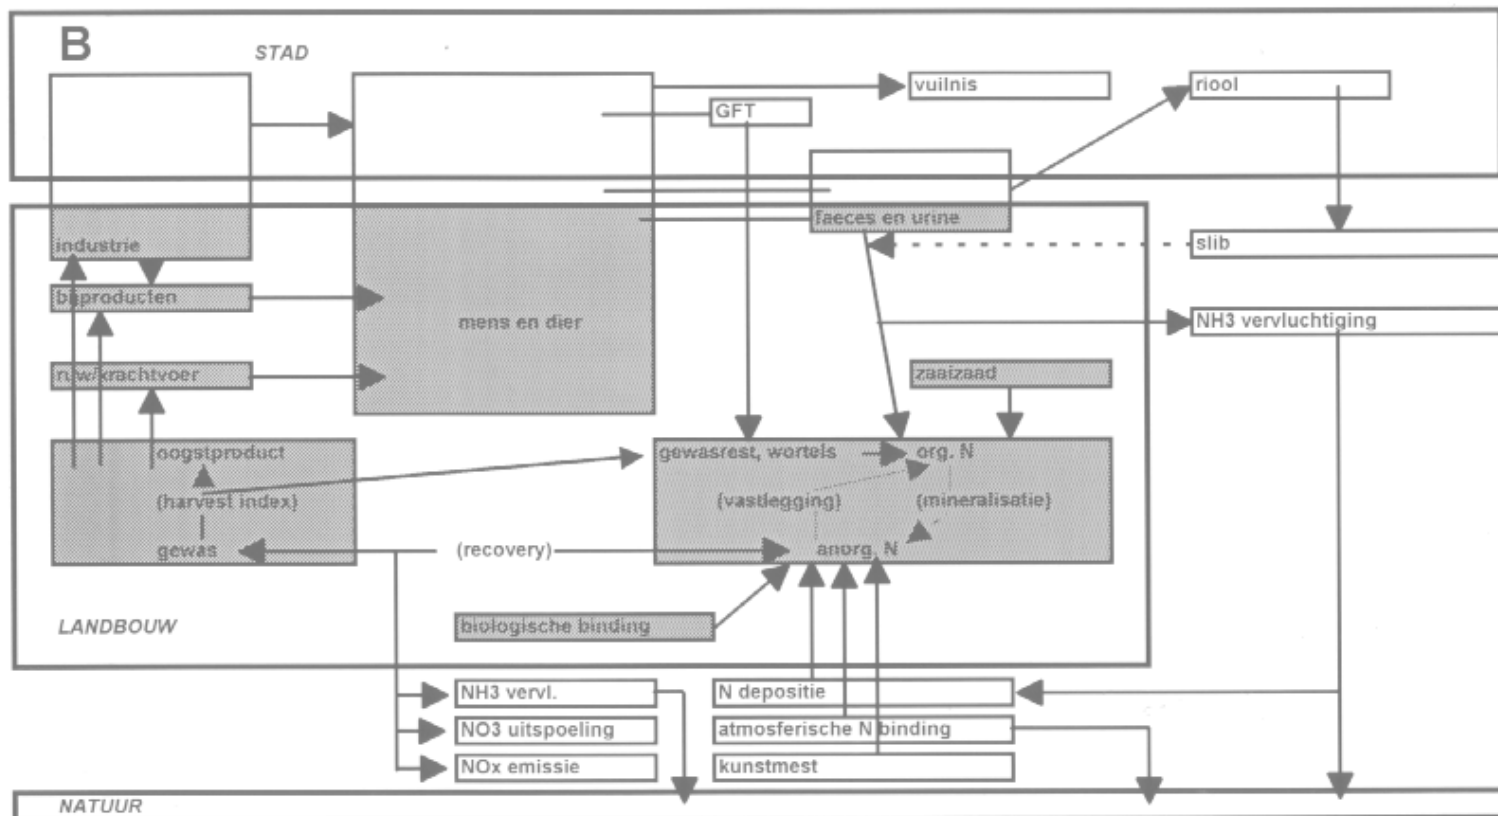 B
STAD
vuilnis
riool
GFT
faeces en urine
industrie
slib
bijproducten
mens en dier
NH3 vervluchtiging
ruw/krachtvoer
zaaizaad
oogstproduct
gewasrest, wortels
org. N
(harvest index)
(vastlegging)
(mineralisatie)
gewas
(recovery)
anorg. N
biologische binding
LANDBOUW
NH3 vervl.
N depositie
NO3 uitspoeling
atmosferische N binding
NOx emissie
kunstmest
NATUUR